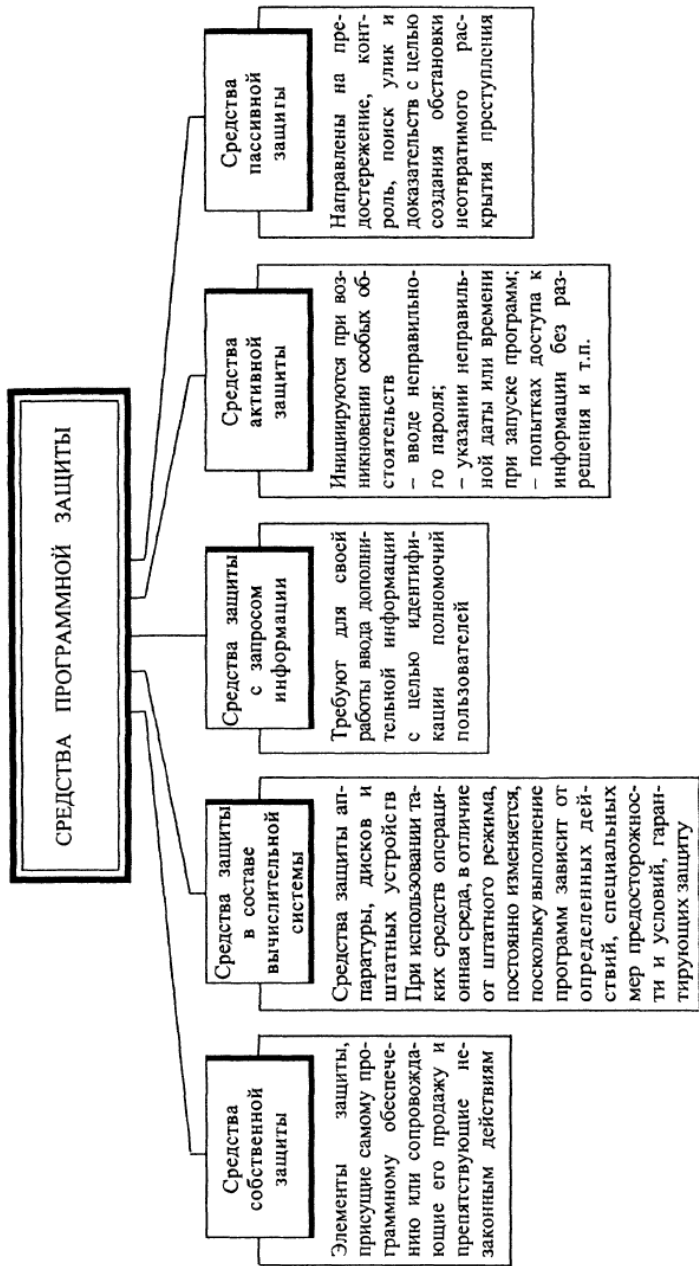 СРЕДСТВА ПРОГРАММНОЙ ЗАЩИТЫ
Средства
собственной
защиты
Элементы защиты,
присущие самому про-
граммному обеспече-
нию или сопровожда-
ющие его продажу и
препятствующие не-
законным действиям
Средства защиты
в составе
вычислительной
системы
Средства защиты ап-
паратуры, дисков и
штатных устройств
При использовании та-
ких средств операци-
онная среда, в отличие
от штатного режима,
постоянно изменяется,
поскольку выполнение
программ зависит от
определенных дей-
ствий, специальных
мер предосторожнос-
ти и условий, гаран-
тирующих защиту
Средства защиты
с запросом
информации
Требуют для своей
работы ввода дополни-
тельной информации
с целью идентифи-
кации полномочий
пользователей
Средства
активной
защиты
Инициируются при воз-
никновении особых об-
стоятельств
– вводе неправильно-
го пароля;
– указании неправиль-
ной даты или времени
при запуске программ;
– попытках доступа к
информации без раз-
решения и т.п.
Средства
пассивной
защиты
Направлены на пре-
достережение, конт-
роль, поиск улик и
доказательств с целью
создания обстановки
неотвратимого рас-
крытия преступления